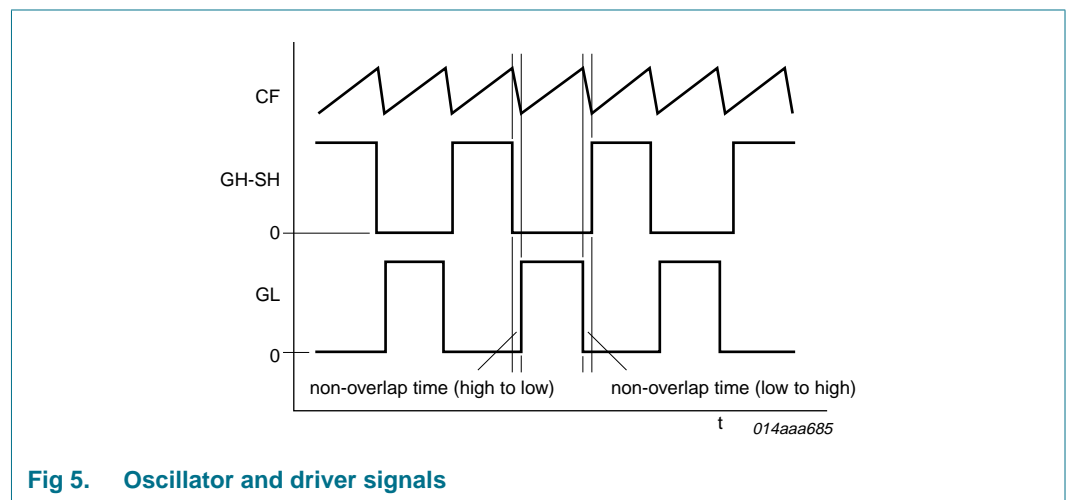 CF
GH-SH
0
GL
0
non-overlap time (high to low) non-overlap time (low to high)
t 014aaa685
Fig 5. Oscillator and driver signals